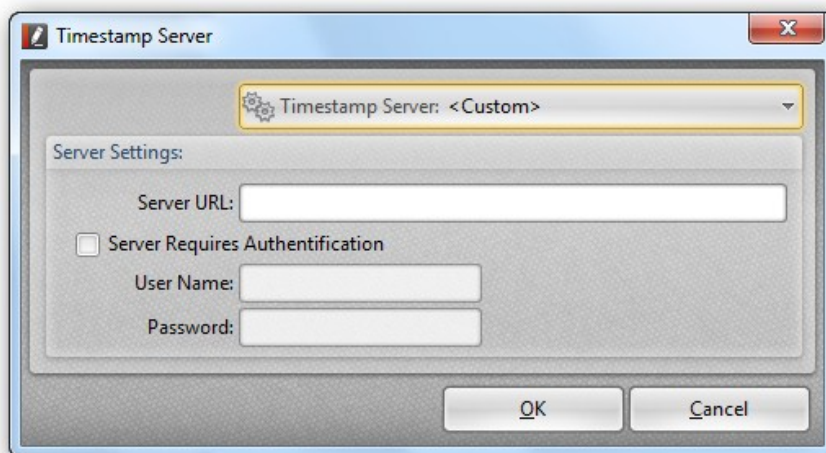 Timestamp Server
Timestamp Server: <Custom>
Server Settings:
Server URL:
Server Requires Authentification
User Name:
Password:
OK
Cancel